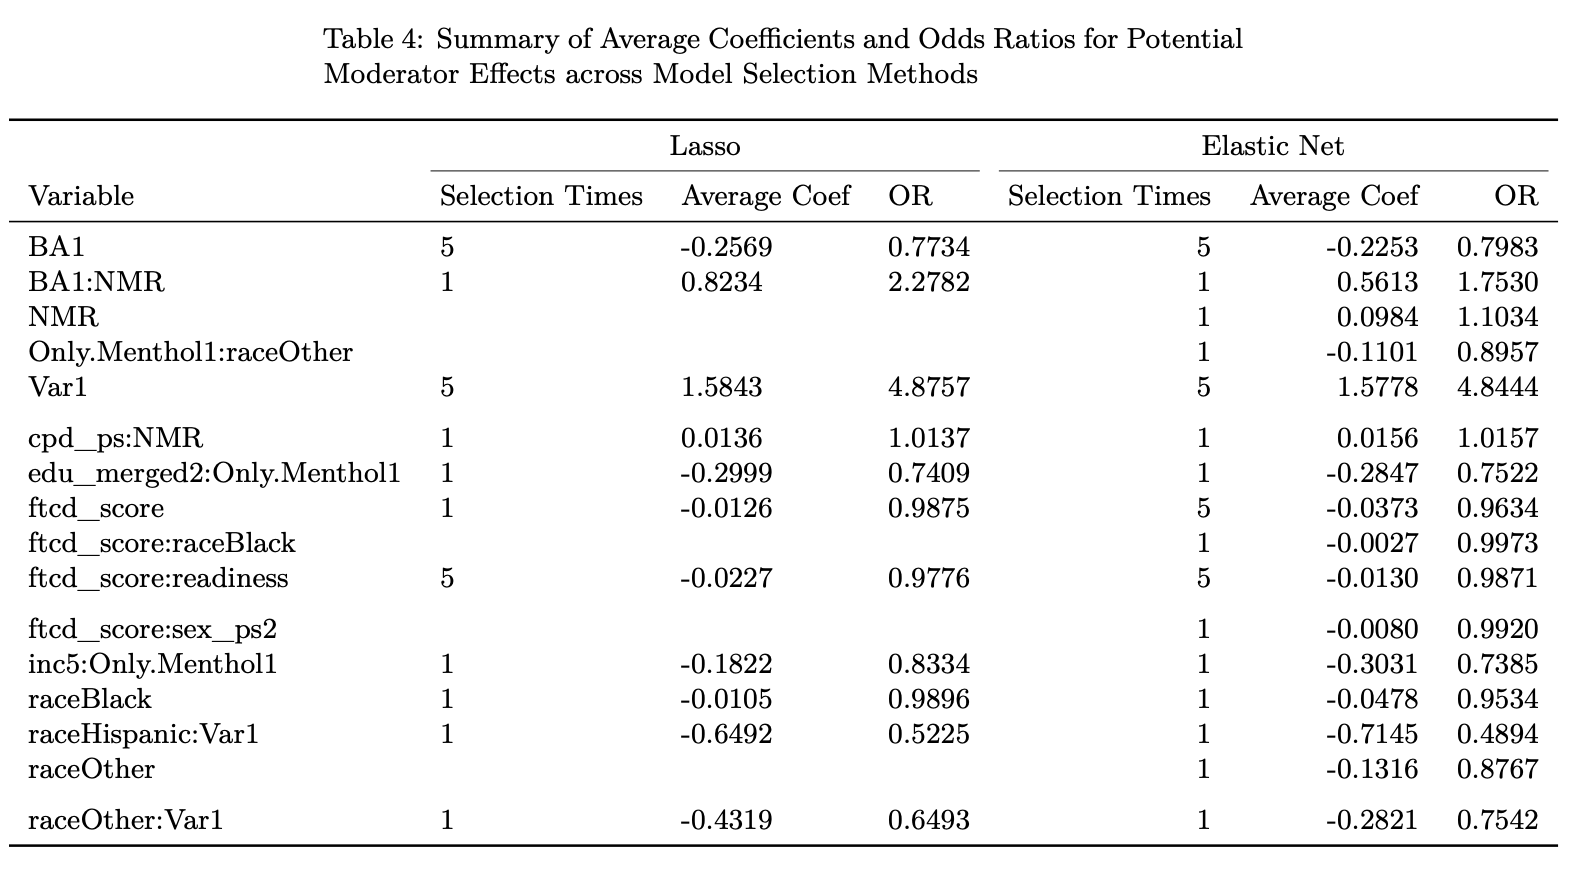 Table 4: Summary of Average Coefficients and Odds Ratios for Potential
Moderator Effects across Model Selection Methods
Lasso Elastic Net
Variable Selection Times Average Coef OR Selection Times Average Coef OR
BA1 5 -0.2569 0.7734 5 -0.2253 0.7983
BA1:NMR 1 0.8234 2.2782 1 0.5613 1.7530
NMR 1 0.0984 1.1034
Only.Menthol1:raceOther 1 -0.1101 0.8957
Var1 5 1.5843 4.8757 5 1.5778 4.8444
cpd_ps:NMR 1 0.0136 1.0137 1 0.0156 1.0157
edu_merged2:Only.Menthol1 1 -0.2999 0.7409 1 -0.2847 0.7522
ftcd_score 1 -0.0126 0.9875 5 -0.0373 0.9634
ftcd_score:raceBlack 1 -0.0027 0.9973
ftcd_score:readiness 5 -0.0227 0.9776 5 -0.0130 0.9871
ftcd_score:sex_ps2 1 -0.0080 0.9920
inc5:Only.Menthol1 1 -0.1822 0.8334 1 -0.3031 0.7385
raceBlack 1 -0.0105 0.9896 1 -0.0478 0.9534
raceHispanic:Var1 1 -0.6492 0.5225 1 -0.7145 0.4894
raceOther 1 -0.1316 0.8767
raceOther:Var1 1 -0.4319 0.6493 1 -0.2821 0.7542